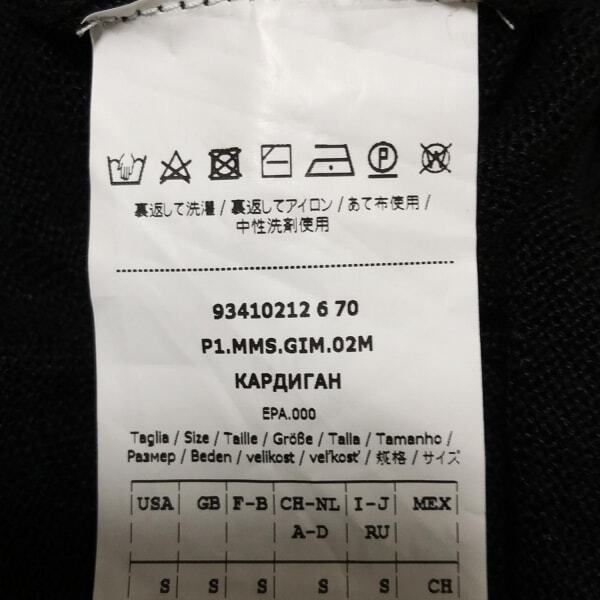 裏返して洗濯 / 裏返してアイロン / あて布使用 /
中性洗剤使用
93410212 6 70
P1.MMS.GIM.02M
КАРДИГАН
EPA.000
Taglia / Size / Taille / Größe / Talla / Tamanho /
Размер / Beden / velikost / veľkosť / 规格 / サイズ
USA GB F-B CH-NL I-J MEX
A-D RU
S S S S S CH